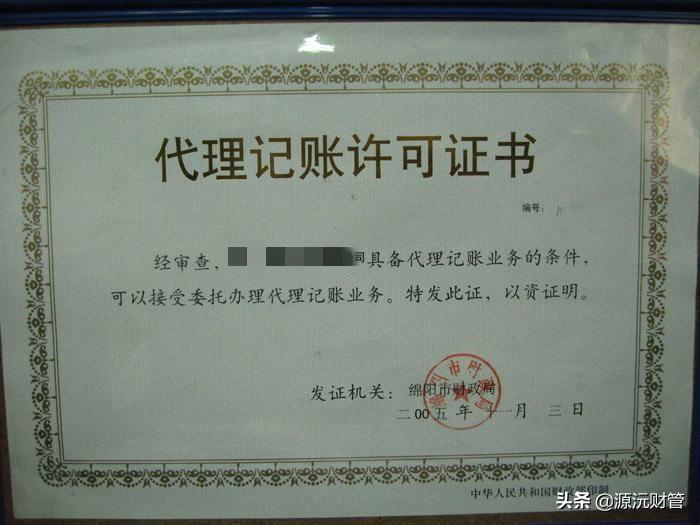 代理记账许可证书
编号: 川
经审查, 司具备代理记账业务的条件,
可以接受委托办理代理记账业务。特发此证, 以资证明。
发证机关: 绵阳市财政局
二00五 年 十一月 三 日
中华人民共和国财政部印制
头条 @源沅财管